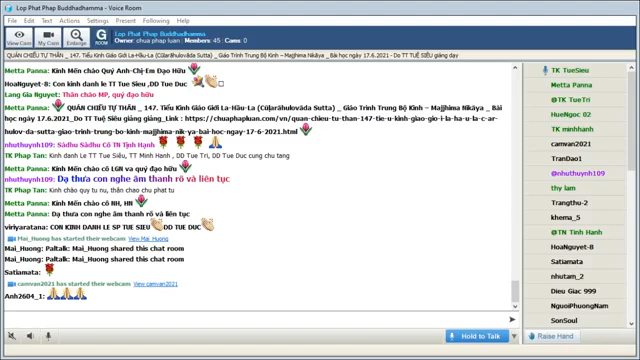 Lop Phat Phap Buddhadhamma - Voice Room
File Edit Text Actions Segments Present Following Help
View Cam
My Cam
Enlarge
G
ROOM
Lop Phat Phap Buddhadhamma
Owner: chua phap luan Members: 45 Cams: 0
QUÁN CHIẾU TỰ THÂN _ 147. Tiểu Kinh Giáo Giới La-Hầu-La (Cūḷarāhulovāda Sutta) _ Giáo Trình Trung Bộ Kinh – Majjhima Nikāya _ Bài học ngày 17.6.2021 _ Do TT TUỆ SIÊU giảng dạy
Metta Panna: Kính Mến chào Quý Anh-Chị-Em Đạo Hữu
HoaNguyet-8: Con kính danh le TT Tue Sieu ,DD Tue Duc
Lang Gia Nguyet: Thân chào MP, quý đạo hữu
Metta Panna: QUÁN CHIẾU TỰ THÂN _ 147. Tiểu Kinh Giáo Giới La-Hầu-La (Cūḷarāhulovāda Sutta) _ Giáo Trình Trung Bộ Kinh – Majjhima Nikāya _ Bài
học ngày 17.6.2021_Do TT Tuệ Siêu giảng giảng_Link : https://chuaphapluan.com/quan-chieu-tu-than-147-tie-u-kinh-gia-o-gio-i-la-ha-u-la-c-ar-
hulov-da-sutta-giao-trinh-trung-bo-kinh-majjhima-nik-ya-bai-hoc-ngay-17-6-2021.html
nhuthuynh109: Sādhu Sādhu Cô TN Tịnh Hạnh
TK Phap Tan: Kinh danh Le TT Tue Siêu, TT Minh Hanh , DD Tue Tri, DD Tue Duc cung chu tang
Metta Panna: Kính Mến chào cô LGN va quý đạo hữu
nhuthuynh109: Dạ thưa con nghe âm thanh rõ và liên tục
TK Phap Tan: Kính chào quy tu nu, thận chao chu phat tu
Metta Panna: Kính Mến chào cô NH, HN
Metta Panna: Dạ thưa con nghe âm thanh rõ và liên tục
viriyaratana: CON KINH DANH LE SP TUE SIEU DD TUE DUC
Mai_Huong has started their webcam View Mai Huong
Mai_Huong: Paltalk: Mai_Huong shared this chat room
Mai_Huong: Paltalk: Mai_Huong shared this chat room
Satiamata:
camvan2021 has started their webcam View camvan2021
Anh2604_1:
Hold to Talk
TK TueSieu
Metta Panna
@TK TueTri
HueNgoc 02
TK minhhanh
camvan2021
TranDao1
@nhuthuynh109
thy lam
Trangthu-2
khema_5
@TN Tinh Hanh
HoaNguyet-8
Satiamata
nhutam_2
Dieu Giac 999
NguoiPhuongNam
SonSoul
Raise Hand